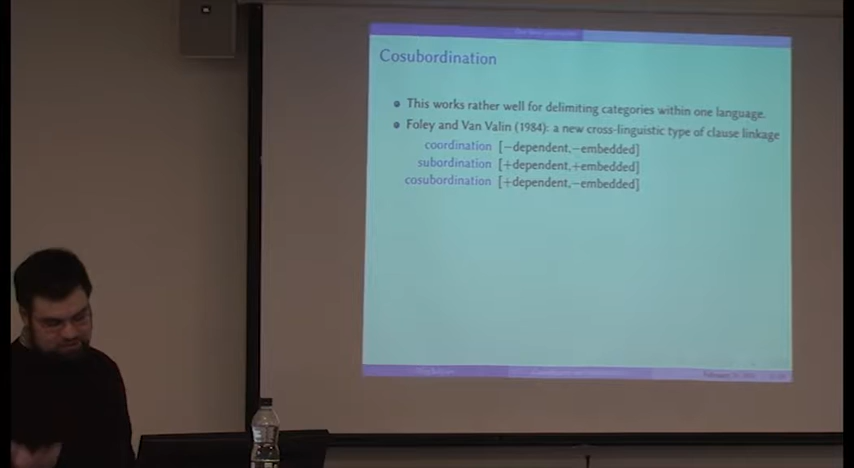 Cosubordination
This works rather well for delimiting categories within one language.
Foley and Van Valin (1984): a new cross-linguistic type of clause linkage
coordination [−dependent,−embedded]
subordination [+dependent,+embedded]
cosubordination [+dependent,−embedded]